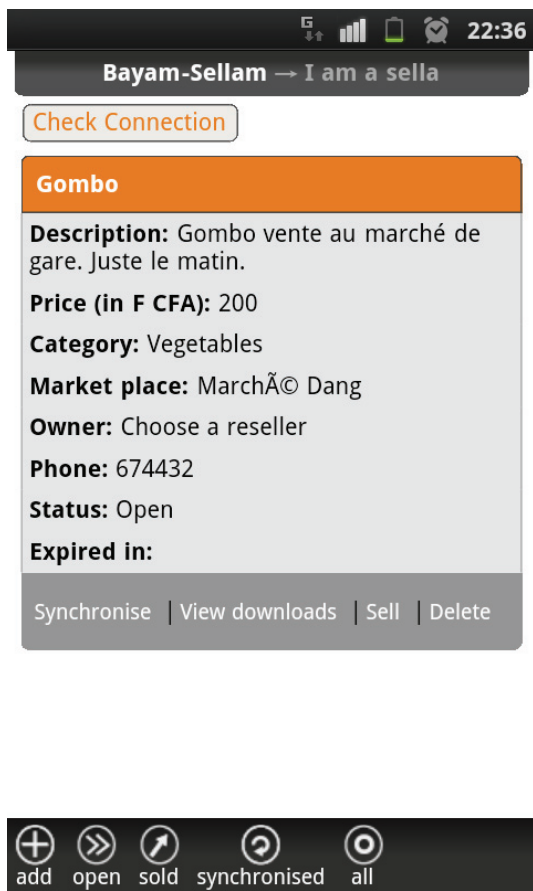 G
22:36
Bayam-Sellam → I am a sella
Check Connection
Gombo
Description: Gombo vente au marché de
gare. Juste le matin.
Price (in F CFA): 200
Category: Vegetables
Market place: MarchÃ© Dang
Owner: Choose a reseller
Phone: 674432
Status: Open
Expired in:
Synchronise | View downloads | Sell | Delete
add open sold synchronised all